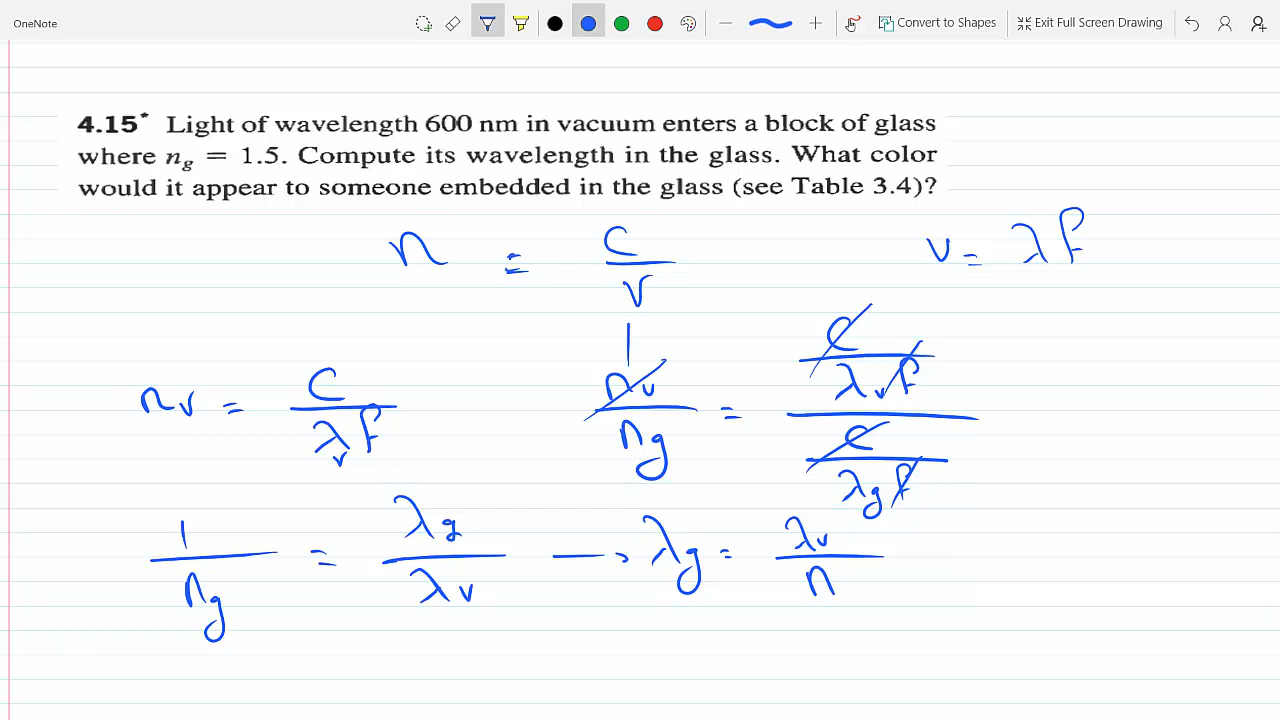 OneNote
Convert to Shapes
Exit Full Screen Drawing
4.15* Light of wavelength 600 nm in vacuum enters a block of glass
where n_g = 1.5. Compute its wavelength in the glass. What color
would it appear to someone embedded in the glass (see Table 3.4)?
n = c/v
v = λf
n_v = c/(λ_v f)
1
n_v/n_g = (c/(λ_v f))/(c/(λ_g f))
1/n_g = λ_g/λ_v → λ_g = λ_v/n